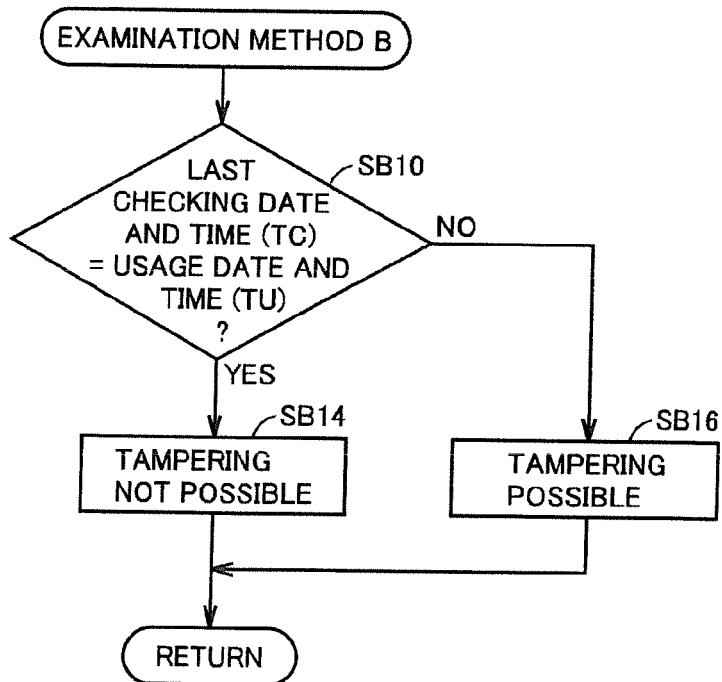 EXAMINATION METHOD B
SB10
LAST
CHECKING DATE
AND TIME (TC)
= USAGE DATE AND
TIME (TU)
?
NO
YES
SB14
TAMPERING
NOT POSSIBLE
SB16
TAMPERING
POSSIBLE
RETURN